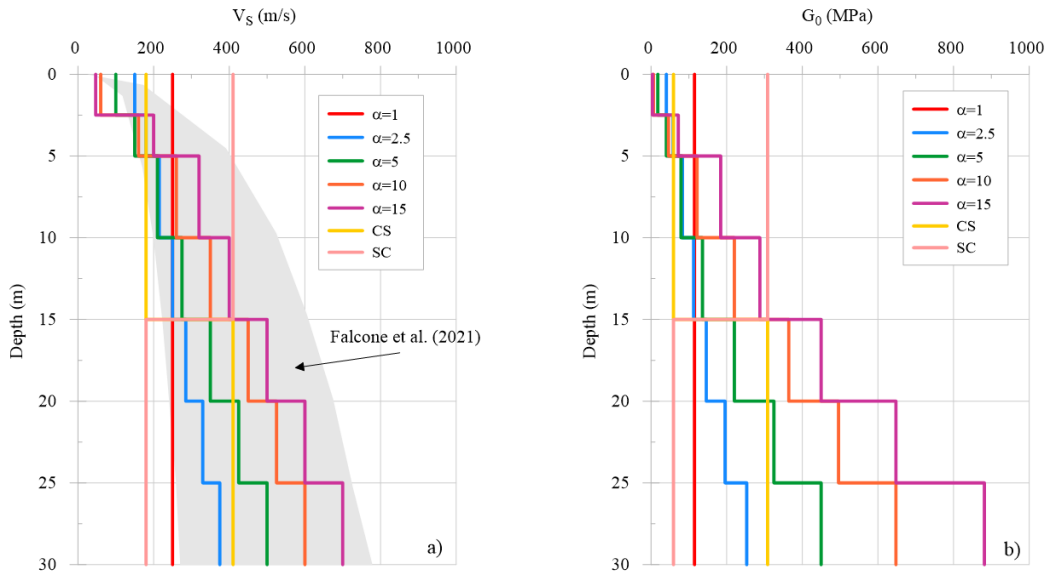 V_S (m/s)
0 200 400 600 800 1000
0
5
10
15
20
25
30
Depth (m)
α=1
α=2.5
α=5
α=10
α=15
CS
SC
Falcone et al. (2021)
a)
G_0 (MPa)
0 200 400 600 800 1000
0
5
10
15
20
25
30
Depth (m)
α=1
α=2.5
α=5
α=10
α=15
CS
SC
b)